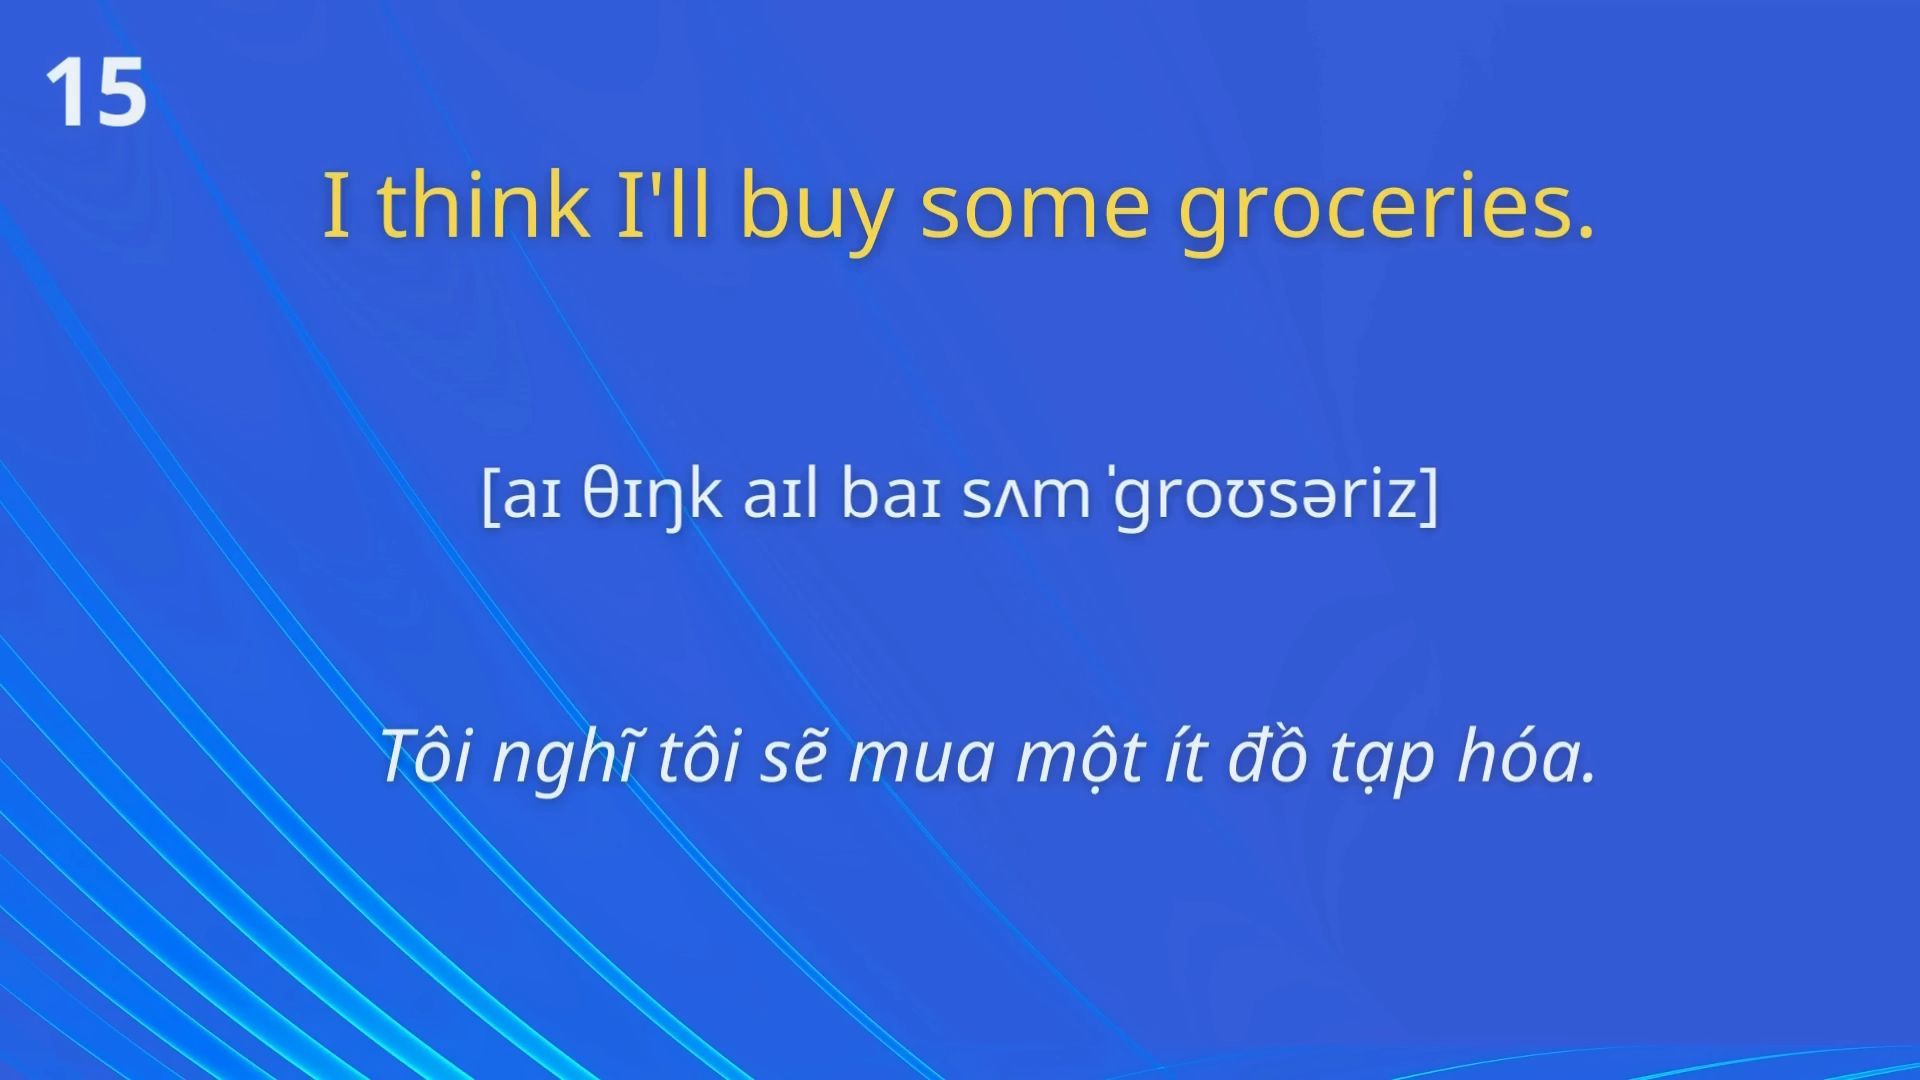 15
I think I'll buy some groceries.
[aɪ θɪŋk aɪl baɪ sʌm ˈɡroʊsəriz]
Tôi nghĩ tôi sẽ mua một ít đồ tạp hóa.